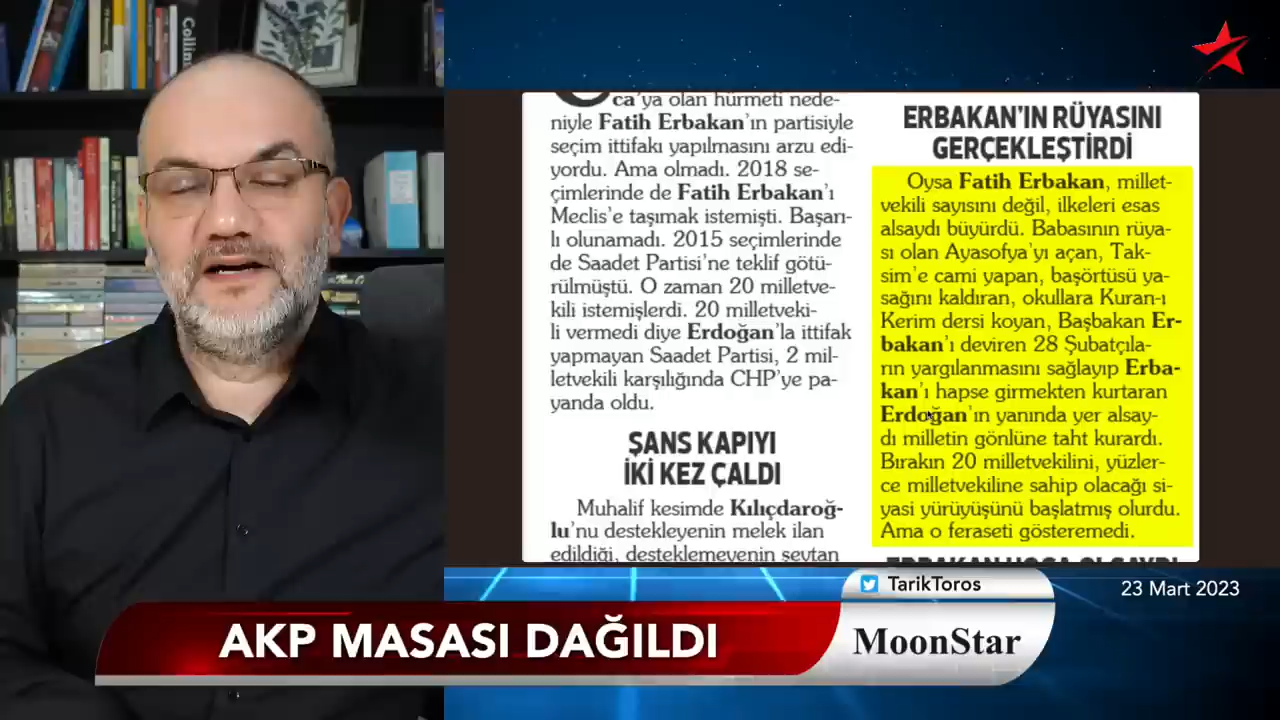 Collins
ca'ya olan hürmeti nede-
niyle Fatih Erbakan'ın partisiyle
seçim ittifakı yapılmasını arzu edi-
yordu. Ama olmadı. 2018 se-
çimlerinde de Fatih Erbakan'ı
Meclis'e taşımak istemişti. Başarı-
lı olunamadı. 2015 seçimlerinde
de Saadet Partisi'ne teklif götü-
rülmüştü. O zaman 20 milletve-
kili istemişlerdi. 20 milletveki-
li vermedi diye Erdoğan'la ittifak
yapmayan Saadet Partisi, 2 mil-
letvekili karşılığında CHP'ye pa-
yanda oldu.
ŞANS KAPIYI
İKİ KEZ ÇALDI
Muhalif kesimde Kılıçdaroğ-
lu'nu destekleyenin melek ilan
edildiği, desteklemeyenin şeytan
ERBAKAN'IN RÜYASINI
GERÇEKLEŞTİRDİ
Oysa Fatih Erbakan, millet-
vekili sayısını değil, ilkeleri esas
alsaydı büyürdü. Babasının rüya-
sı olan Ayasofya'yı açan, Tak-
sim'e cami yapan, başörtüsü ya-
sağını kaldıran, okullara Kuran-ı
Kerim dersi koyan, Başbakan Er-
bakan'ı deviren 28 Şubatçıla-
rın yargılanmasını sağlayıp Erba-
kan'ı hapse girmekten kurtaran
Erdoğan'ın yanında yer alsay-
dı milletin gönlüne taht kurardı.
Bırakın 20 milletvekilini, yüzler-
ce milletvekiline sahip olacağı si-
yasi yürüyüşünü başlatmış olurdu.
Ama o feraseti gösteremedi.
ERBAKAN HOCA OLSAYDI
TarikToros
23 Mart 2023
AKP MASASI DAĞILDI
MoonStar